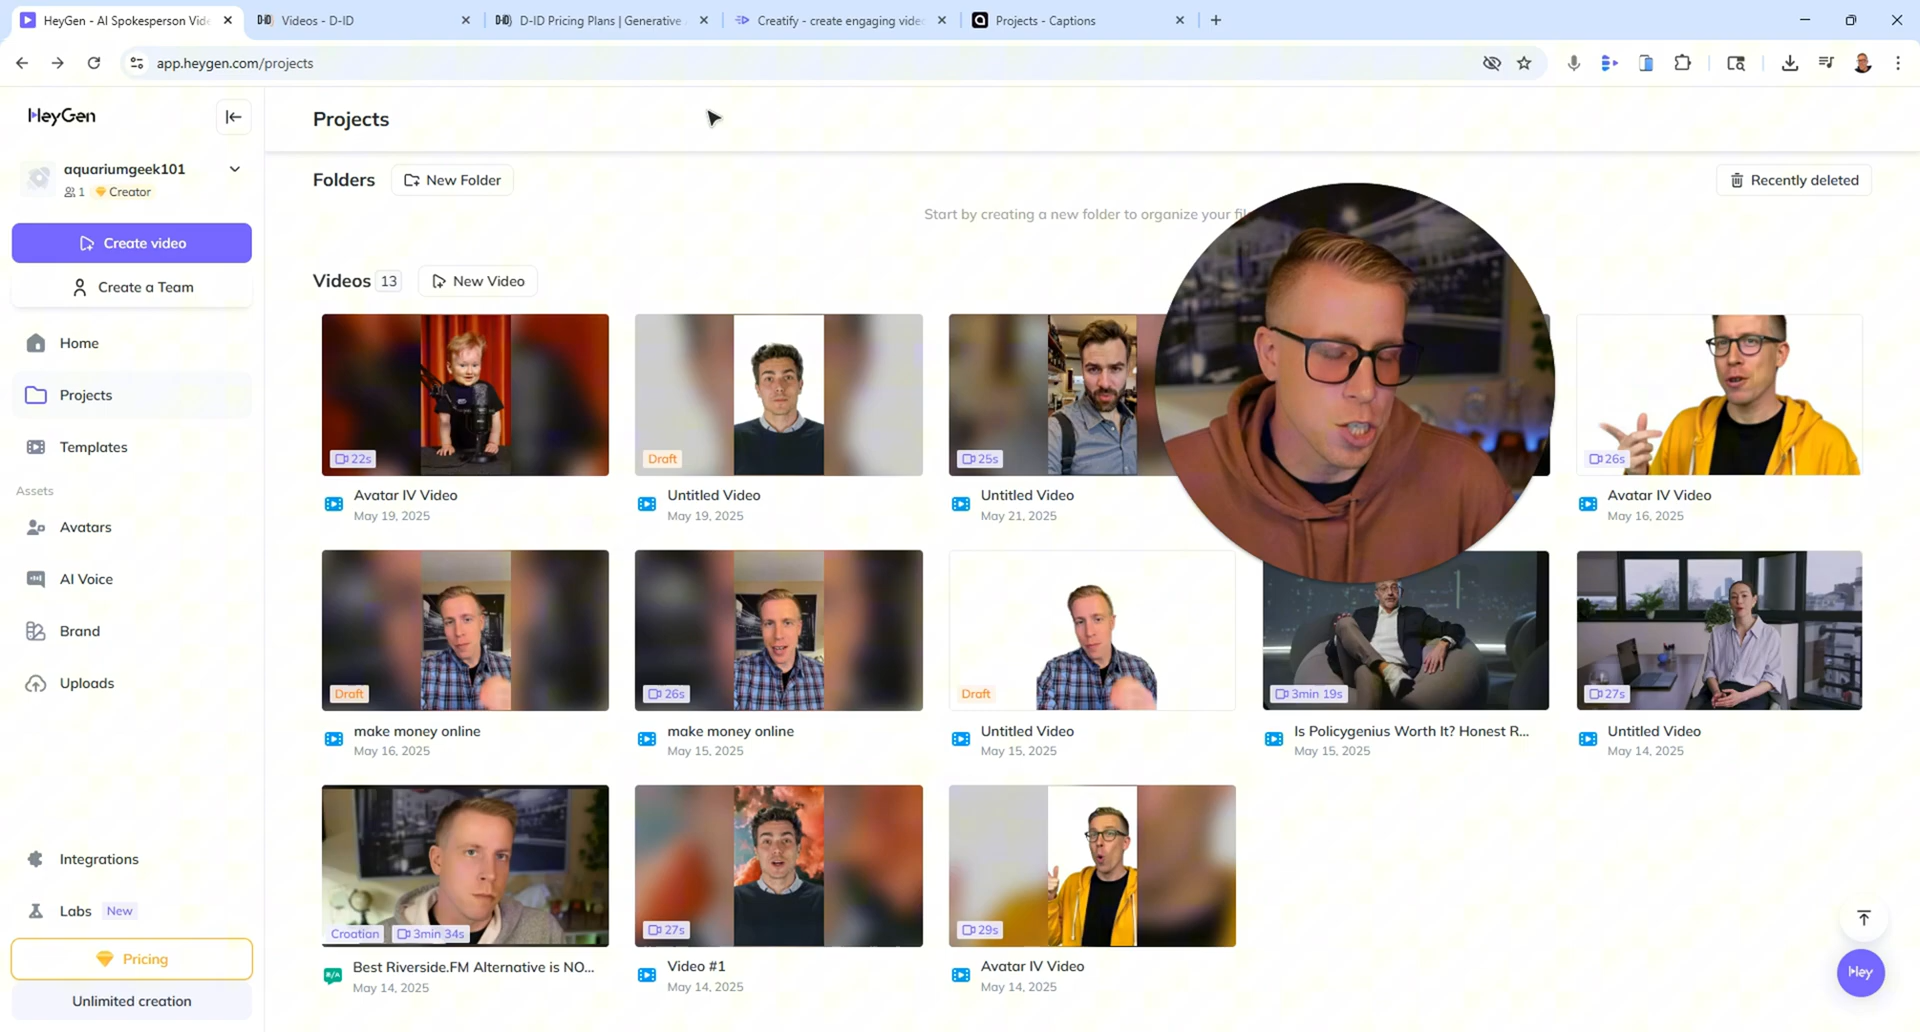 HeyGen - AI Spokesperson Vide
Videos - D-ID
D-ID Pricing Plans | Generative
Creatify - create engaging vide
Projects - Captions
app.heygen.com/projects
HeyGen
aquariumgeek101
1 Creator
Create video
Create a Team
Home
Projects
Templates
Assets
Avatars
AI Voice
Brand
Uploads
Integrations
Labs New
Pricing
Unlimited creation
Projects
Folders
New Folder
Recently deleted
Start by creating a new folder to organize your fil
Videos 13
New Video
22s
Avatar IV Video
May 19, 2025
Draft
Untitled Video
May 19, 2025
25s
Untitled Video
May 21, 2025
26s
Avatar IV Video
May 16, 2025
Draft
make money online
May 16, 2025
26s
make money online
May 15, 2025
Draft
Untitled Video
May 15, 2025
3min 19s
Is Policygenius Worth It? Honest R...
May 15, 2025
27s
Untitled Video
May 14, 2025
Croatian
3min 34s
Best Riverside.FM Alternative is NO...
May 14, 2025
27s
Video #1
May 14, 2025
29s
Avatar IV Video
May 14, 2025
Hey